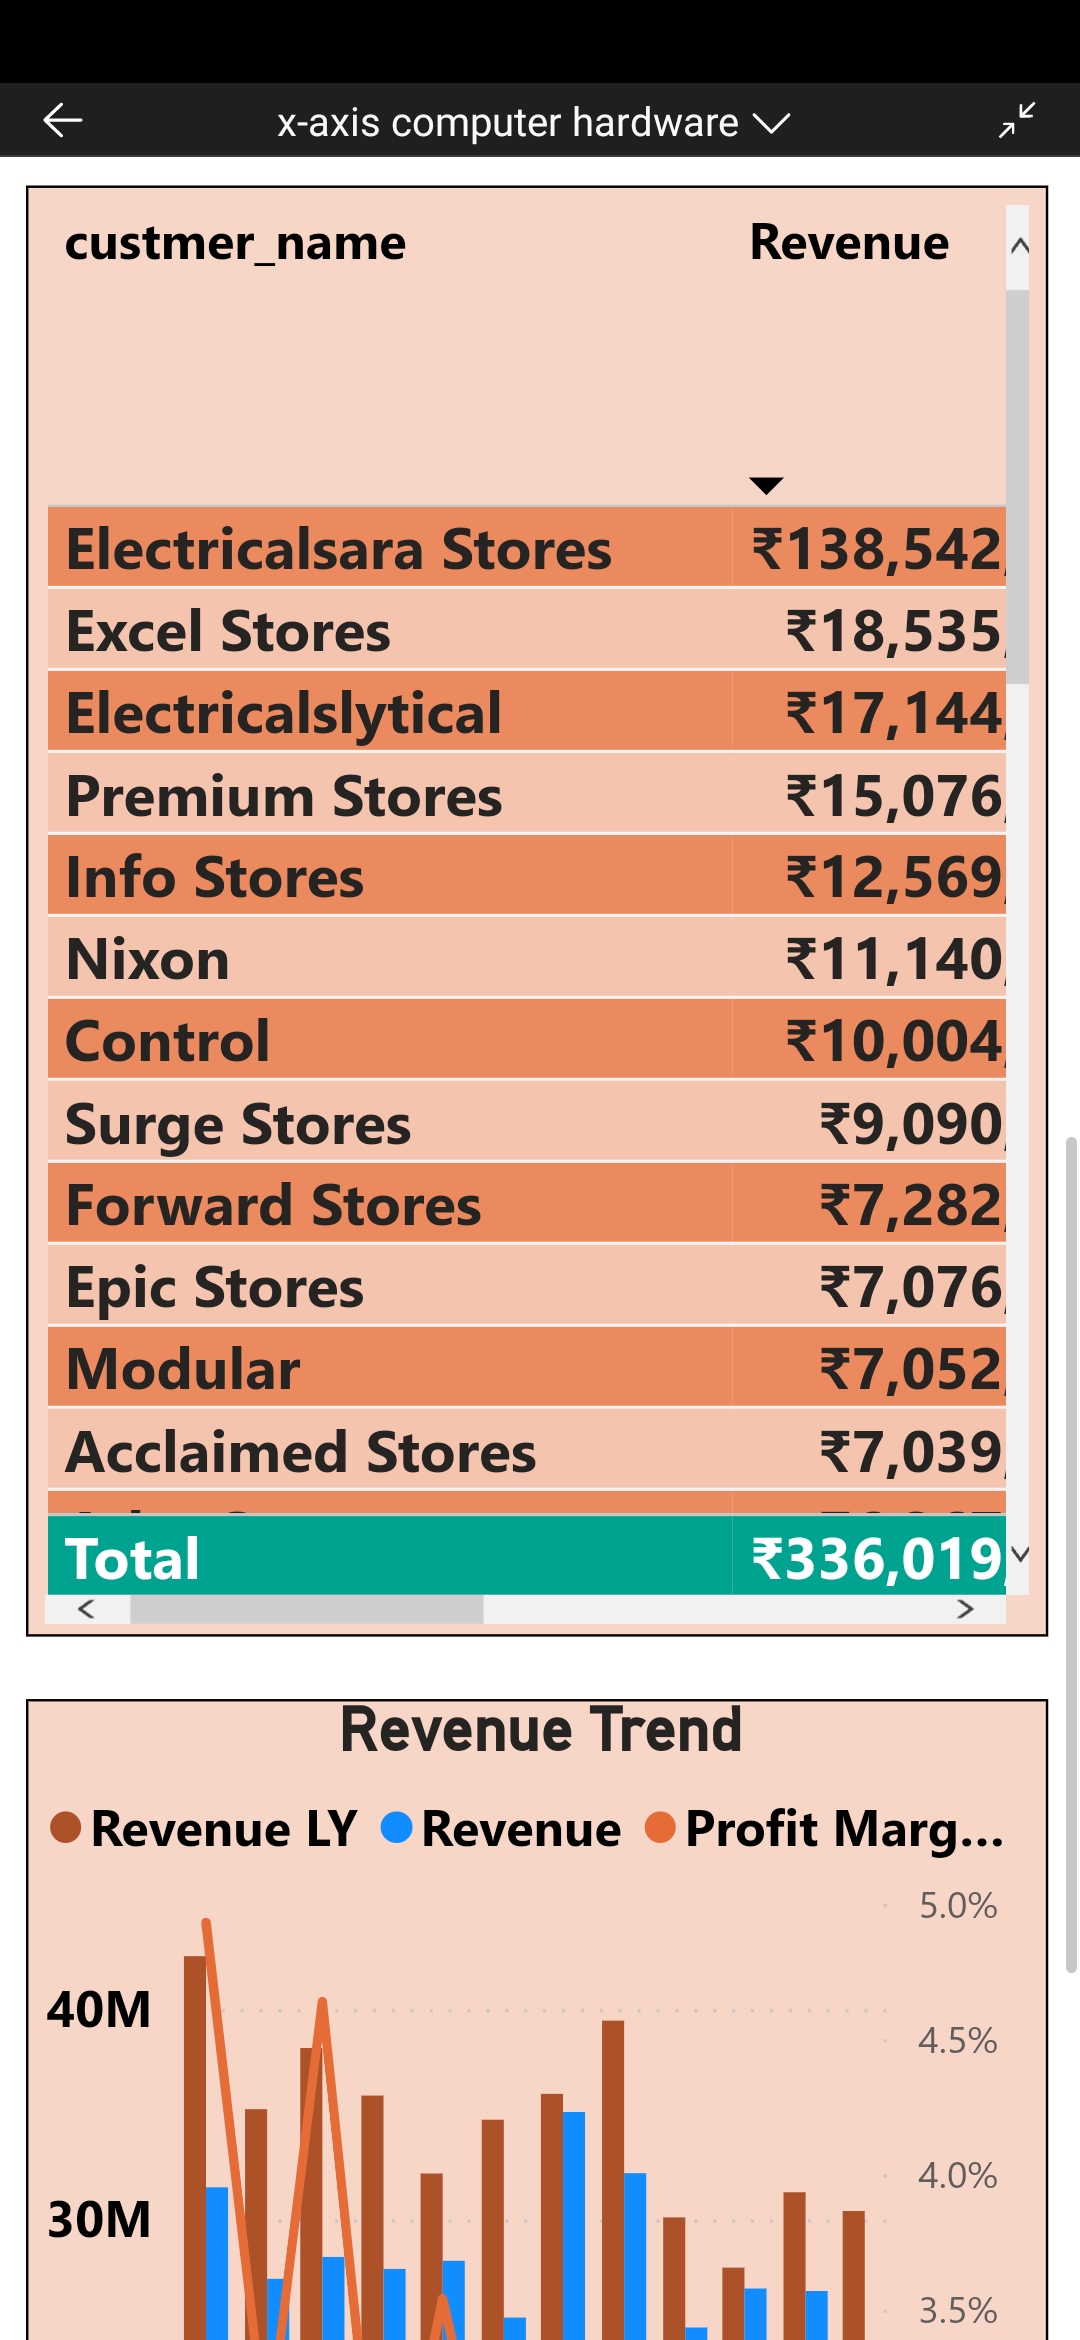 x-axis computer hardware
custmer_name Revenue
Electricalsara Stores ₹138,542,
Excel Stores ₹18,535,
Electricalslytical ₹17,144,
Premium Stores ₹15,076,
Info Stores ₹12,569,
Nixon ₹11,140,
Control ₹10,004,
Surge Stores ₹9,090,
Forward Stores ₹7,282,
Epic Stores ₹7,076,
Modular ₹7,052,
Acclaimed Stores ₹7,039,
Total ₹336,019,
Revenue Trend
Revenue LY Revenue Profit Marg...
5.0%
40M
4.5%
4.0%
30M
3.5%